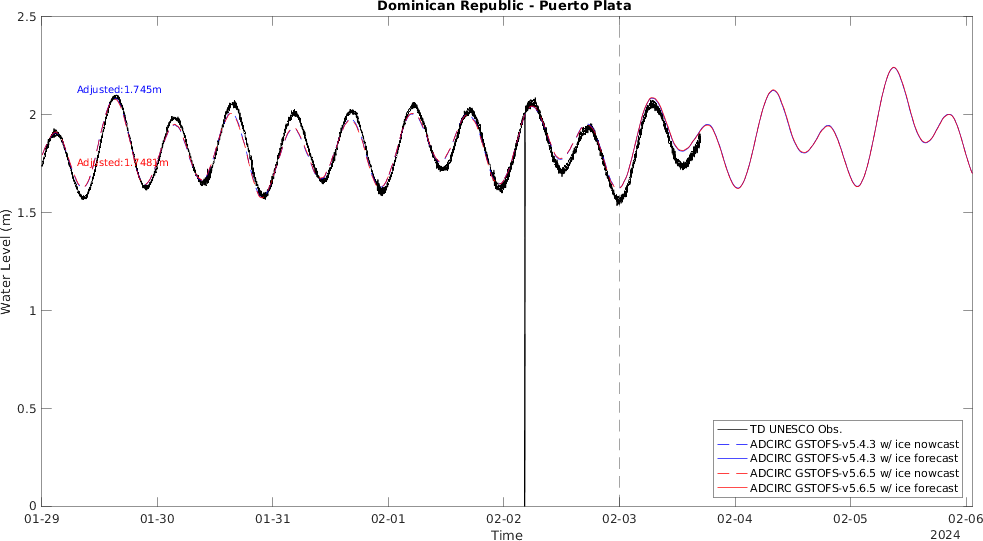 Dominican Republic - Puerto Plata
2.5
2
1.5
1
0.5
0
Water Level (m)
Adjusted:1.745m
Adjusted:1.7481m
TD UNESCO Obs.
ADCIRC GSTOFS-v5.4.3 w/ ice nowcast
ADCIRC GSTOFS-v5.4.3 w/ ice forecast
ADCIRC GSTOFS-v5.6.5 w/ ice nowcast
ADCIRC GSTOFS-v5.6.5 w/ ice forecast
01-29 01-30 01-31 02-01 02-02 02-03 02-04 02-05 02-06
Time
2024